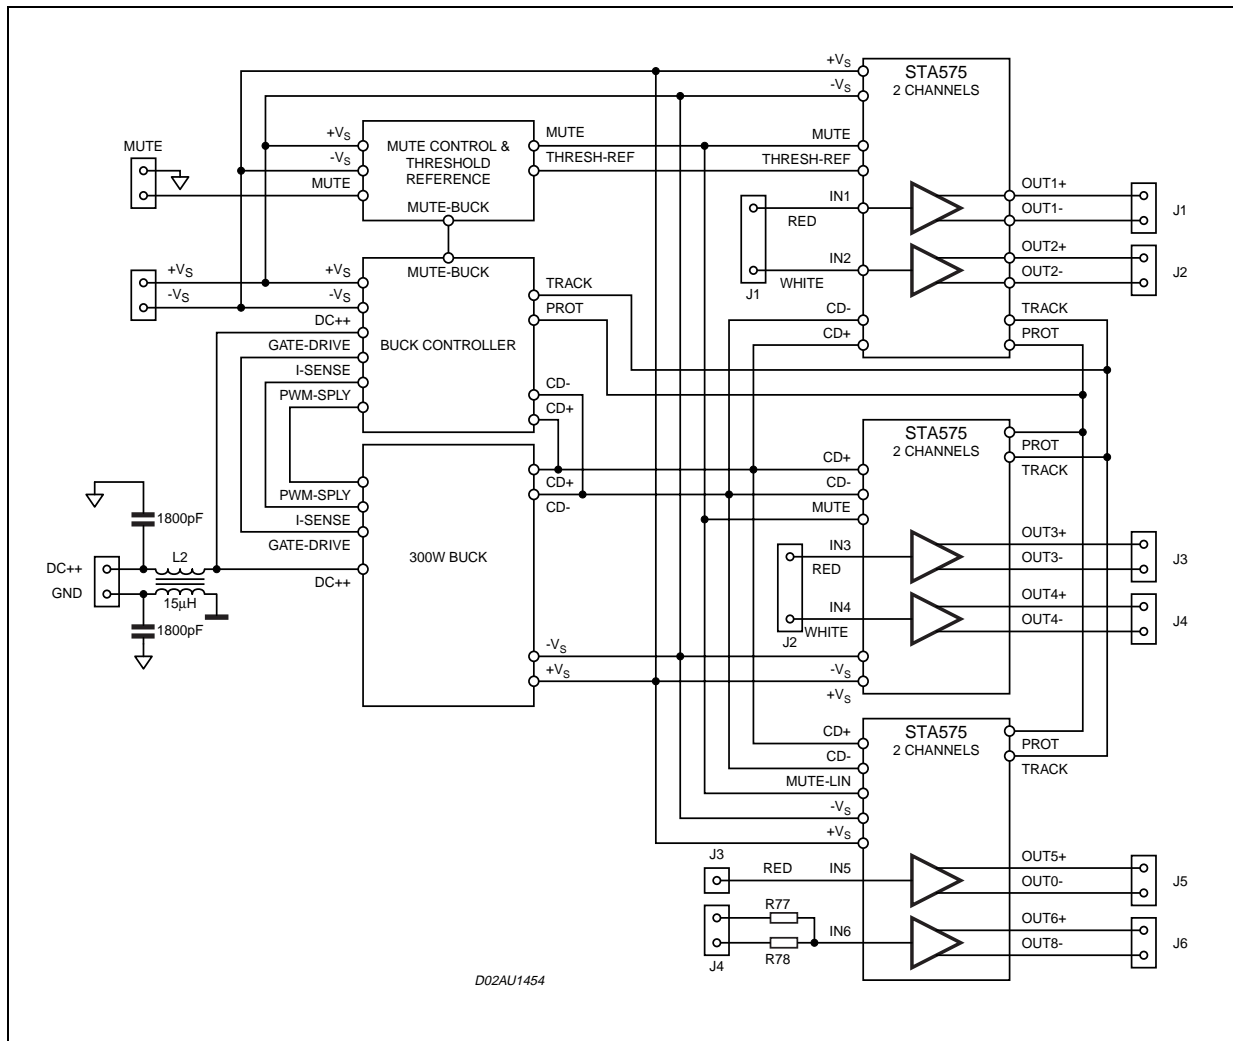 +VS
-VS
STA575
2 CHANNELS
MUTE
THRESH-REF
IN1
IN2
CD-
CD+
OUT1+
OUT1-
J1
OUT2+
OUT2-
J2
TRACK
PROT
MUTE
+VS
-VS
MUTE
MUTE CONTROL &
THRESHOLD
REFERENCE
MUTE-BUCK
MUTE
THRESH-REF
RED
WHITE
J1
+VS
-VS
MUTE-BUCK
+VS
-VS
DC++
GATE-DRIVE
I-SENSE
PWM-SPLY
BUCK CONTROLLER
TRACK
PROT
CD-
CD+
PWM-SPLY
I-SENSE
GATE-DRIVE
DC++
300W BUCK
CD+
CD-
-VS
+VS
1800pF
L2
DC++
GND
15µH
1800pF
STA575
2 CHANNELS
CD+
CD-
MUTE
IN3
RED
IN4
WHITE
J2
-VS
+VS
PROT
TRACK
OUT3+
OUT3-
J3
OUT4+
OUT4-
J4
STA575
2 CHANNELS
CD+
CD-
MUTE-LIN
-VS
+VS
PROT
TRACK
J3
RED
IN5
R77
IN6
R78
J4
OUT5+
OUT0-
J5
OUT6+
OUT8-
J6
D02AU1454